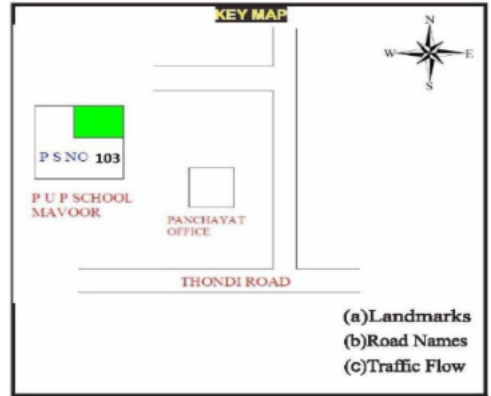 KEY MAP
N
W E
S
P S NO 103
P U P SCHOOL
MAVOOR
PANCHAYAT
OFFICE
THONDI ROAD
(a)Landmarks
(b)Road Names
(c)Traffic Flow